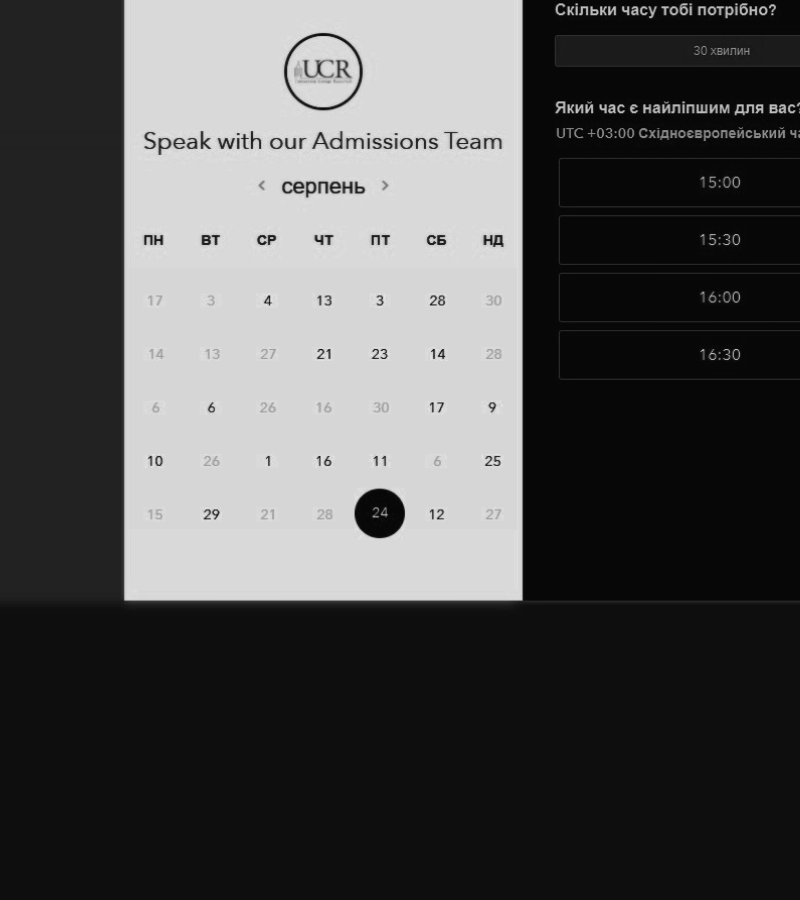 UCR
Speak with our Admissions Team
< серпень >
ПН ВТ СР ЧТ ПТ СБ НД
17 3 4 13 3 28 30
14 13 27 21 23 14 28
6 6 26 16 30 17 9
10 26 1 16 11 6 25
15 29 21 28 24 12 27
Скільки часу тобі потрібно?
30 хвилин
Який час є найліпшим для вас?
UTC +03:00 Східноєвропейський
15:00
15:30
16:00
16:30